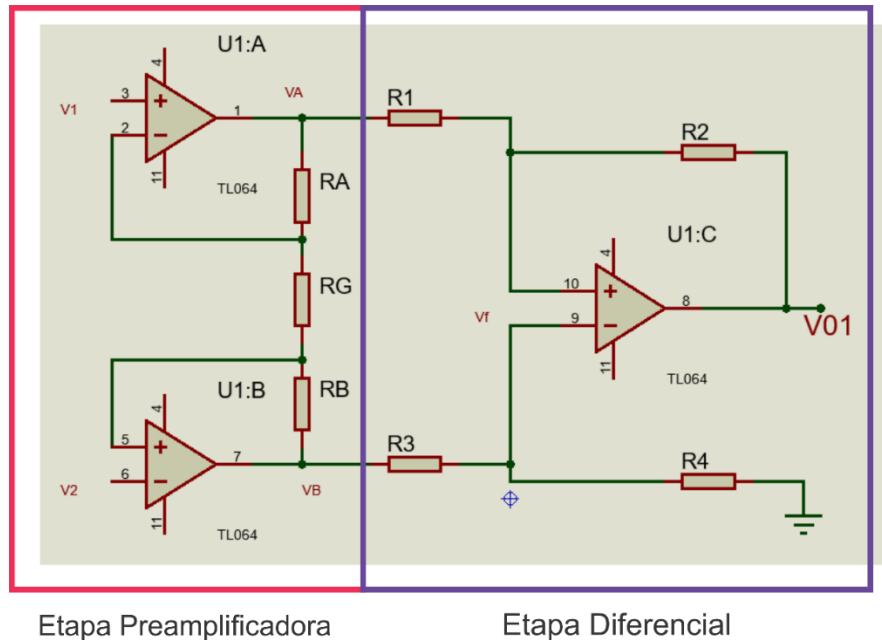 U1:A
4
3
V1
2
1
11
TL064
VA
RA
RG
RB
U1:B
4
5
6
V2
7
11
TL064
VB
R1
R2
U1:C
4
10
Vf
9
8
V01
11
TL064
R3
R4
Etapa Preamplificadora
Etapa Diferencial